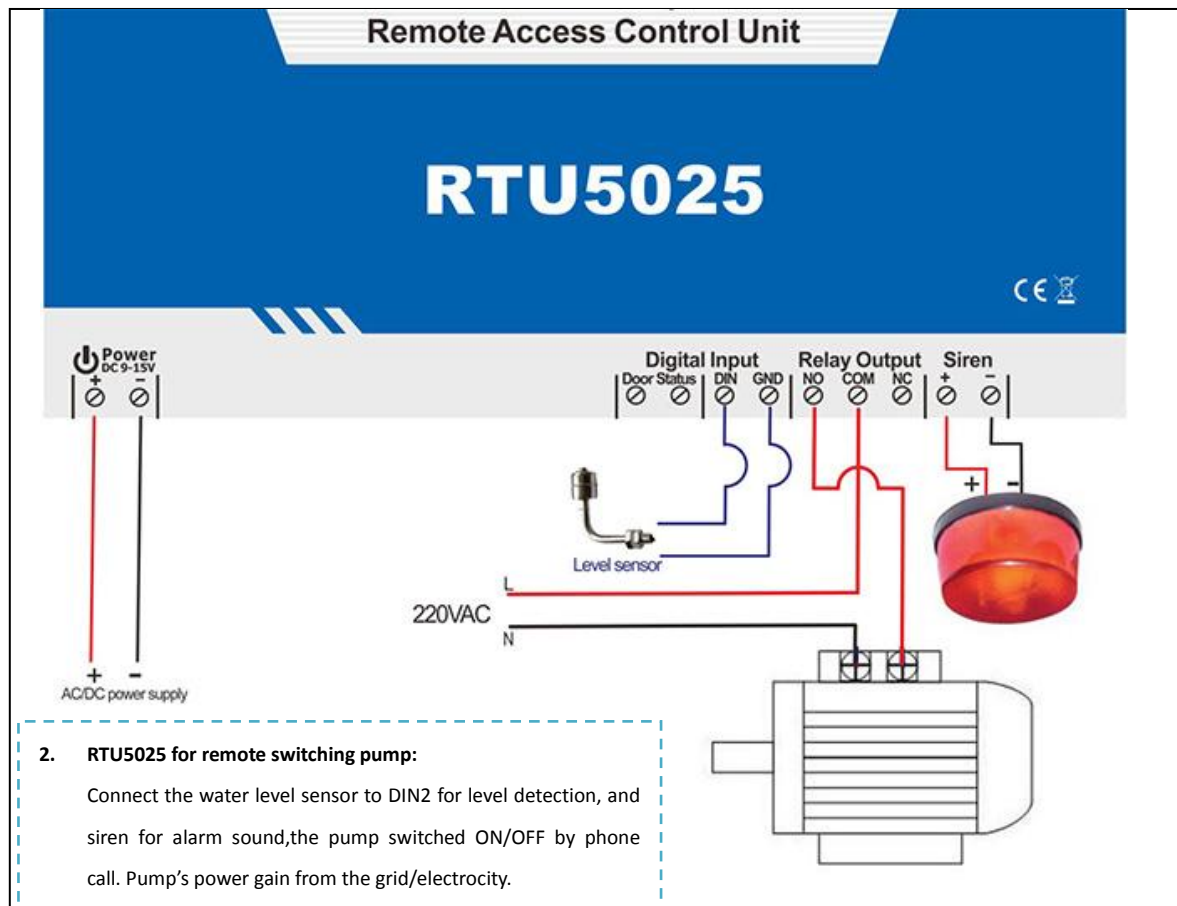 Remote Access Control Unit
RTU5025
CE
Power
DC 9-15V
+ -
Digital Input Relay Output Siren
Door Status DIN GND NO COM NC + -
+ -
Level sensor
L
220VAC
N
+ -
AC/DC power supply
2. RTU5025 for remote switching pump:
Connect the water level sensor to DIN2 for level detection, and
siren for alarm sound,the pump switched ON/OFF by phone
call. Pump's power gain from the grid/electrocity.